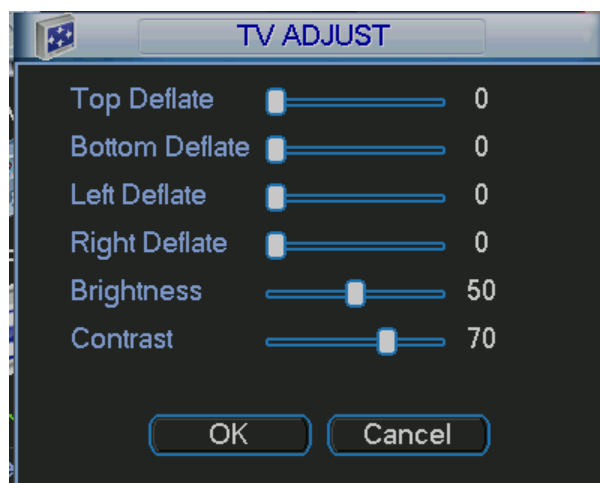 TV ADJUST
Top Deflate 0
Bottom Deflate 0
Left Deflate 0
Right Deflate 0
Brightness 50
Contrast 70
OK Cancel